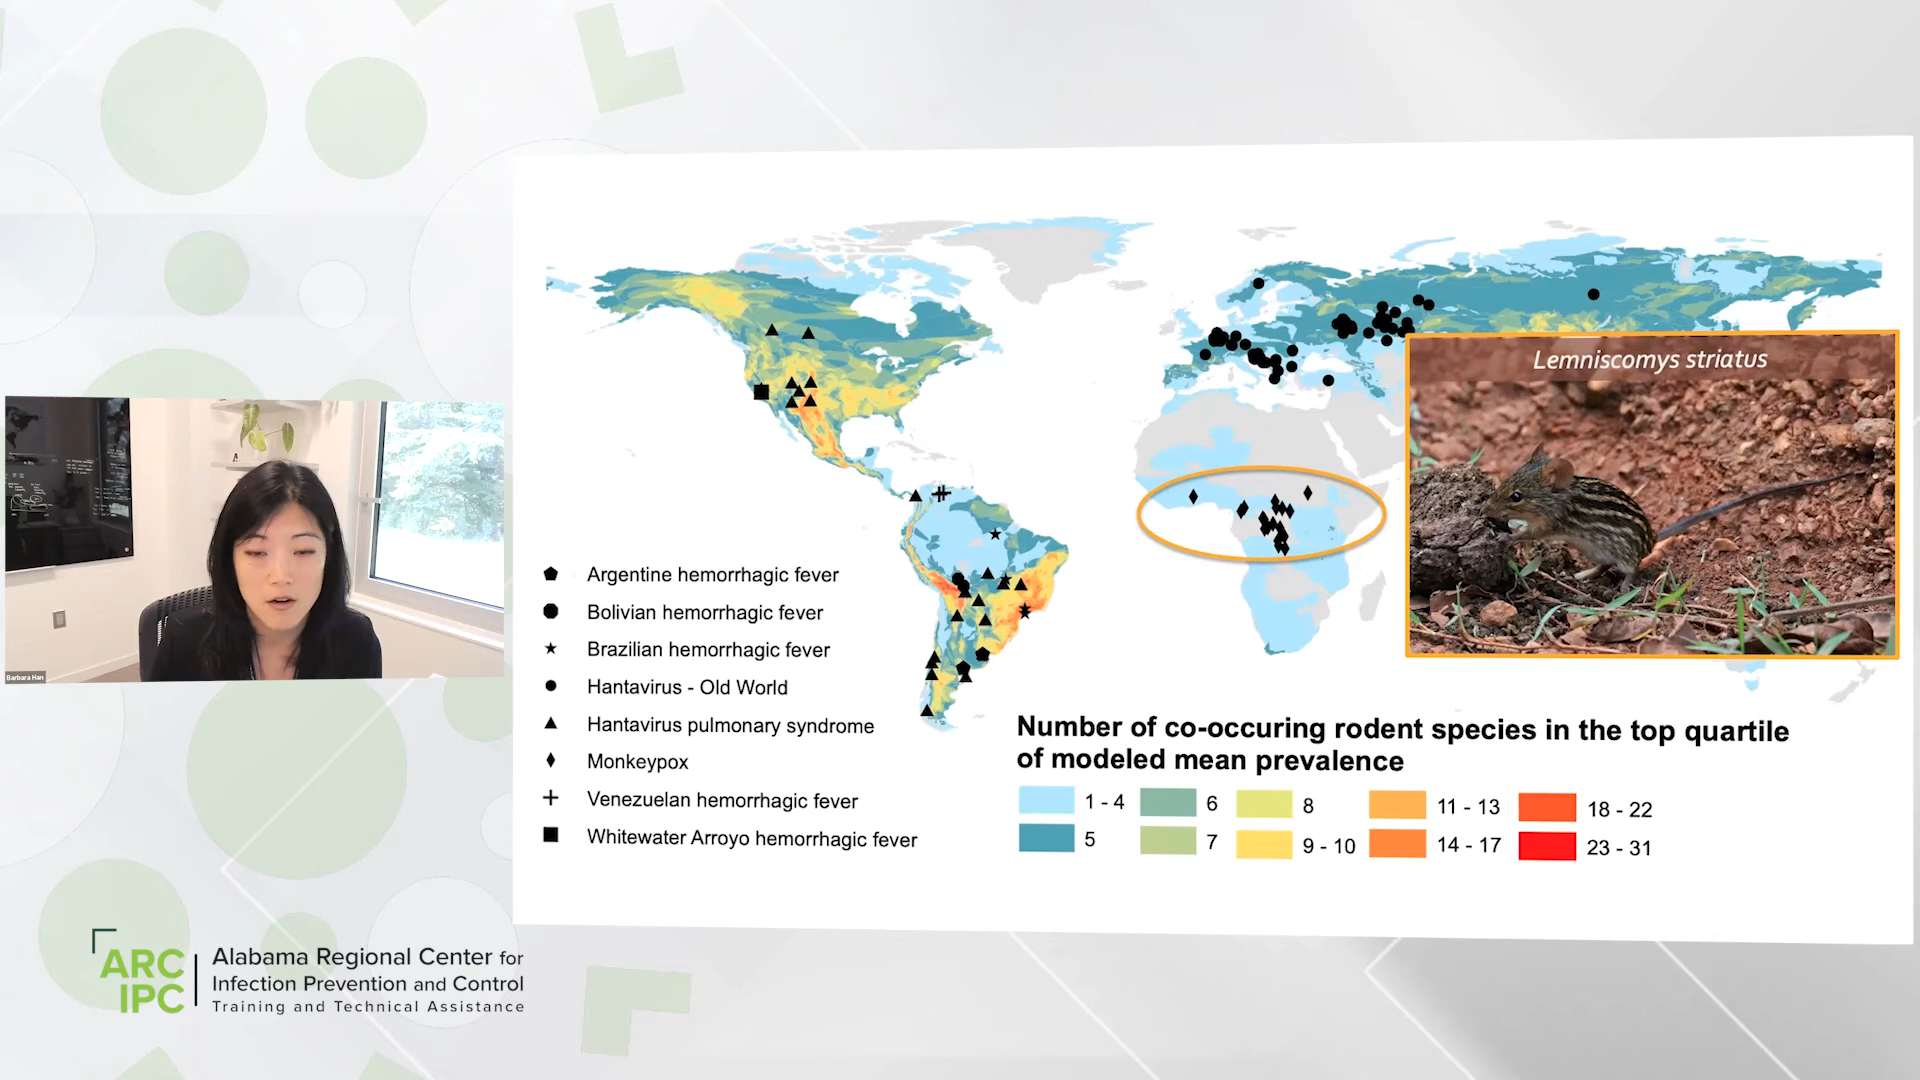 Lemniscomys striatus
Argentine hemorrhagic fever
Bolivian hemorrhagic fever
Brazilian hemorrhagic fever
Hantavirus - Old World
Hantavirus pulmonary syndrome
Monkeypox
Venezuelan hemorrhagic fever
Whitewater Arroyo hemorrhagic fever
Number of co-occuring rodent species in the top quartile
of modeled mean prevalence
1 - 4
5
6
7
8
9 - 10
11 - 13
14 - 17
18 - 22
23 - 31
Barbara Han
ARC
IPC
Alabama Regional Center for
Infection Prevention and Control
Training and Technical Assistance